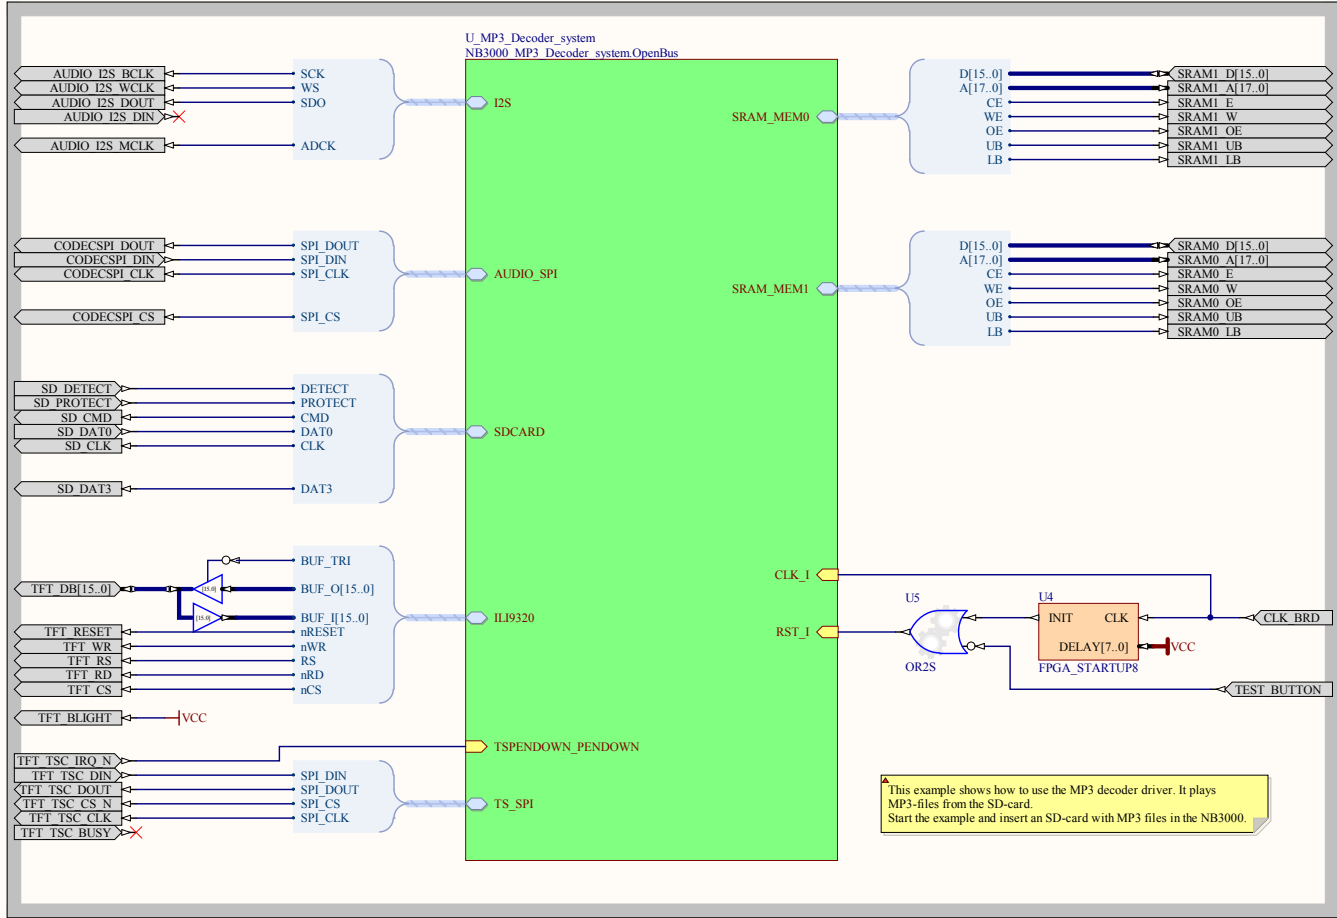 U_MP3_Decoder_system
NB3000_MP3_Decoder_system.OpenBus
AUDIO_I2S_BCLK SCK
AUDIO_I2S_WCLK WS
AUDIO_I2S_DOUT SDO
AUDIO_I2S_DIN
AUDIO_I2S_MCLK ADCK
I2S
CODECSPI_DOUT SPI_DOUT
CODECSPI_DIN SPI_DIN
CODECSPI_CLK SPI_CLK
CODECSPI_CS SPI_CS
AUDIO_SPI
SD_DETECT DETECT
SD_PROTECT PROTECT
SD_CMD CMD
SD_DAT0 DAT0
SD_CLK CLK
SD_DAT3 DAT3
SDCARD
BUF_TRI
TFT_DB[15..0] [15..0] BUF_O[15..0]
[15..0] BUF_I[15..0]
TFT_RESET nRESET
TFT_WR nWR
TFT_RS RS
TFT_RD nRD
TFT_CS nCS
ILI9320
TFT_BLIGHT VCC
TFT_TSC_IRQ_N
TSPENDOWN_PENDOWN
TFT_TSC_DIN SPI_DIN
TFT_TSC_DOUT SPI_DOUT
TFT_TSC_CS_N SPI_CS
TFT_TSC_CLK SPI_CLK
TFT_TSC_BUSY
TS_SPI
SRAM_MEM0
D[15..0] SRAM1_D[15..0]
A[17..0] SRAM1_A[17..0]
CE SRAM1_E
WE SRAM1_W
OE SRAM1_OE
UB SRAM1_UB
LB SRAM1_LB
SRAM_MEM1
D[15..0] SRAM0_D[15..0]
A[17..0] SRAM0_A[17..0]
CE SRAM0_E
WE SRAM0_W
OE SRAM0_OE
UB SRAM0_UB
LB SRAM0_LB
CLK_I
RST_I
U5
OR2S
U4
INIT CLK
DELAY[7..0] VCC
FPGA_STARTUP8
CLK_BRD
TEST_BUTTON
This example shows how to use the MP3 decoder driver. It plays
MP3-files from the SD-card.
Start the example and insert an SD-card with MP3 files in the NB3000.